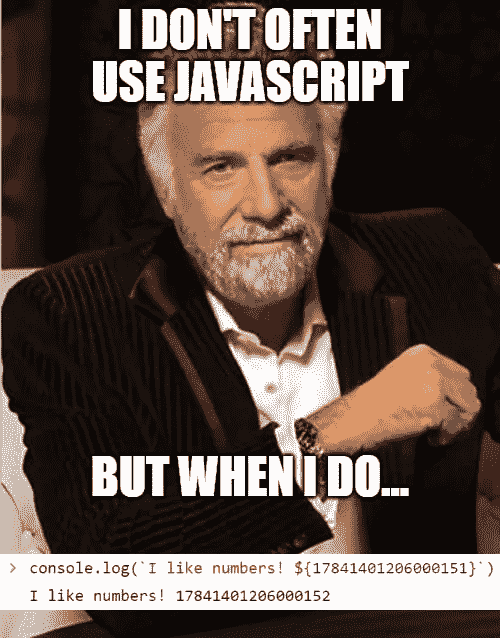 I DON'T OFTEN
USE JAVASCRIPT
BUT WHEN I DO...
> console.log(`I like numbers! ${17841401206000151}`)
I like numbers! 17841401206000152